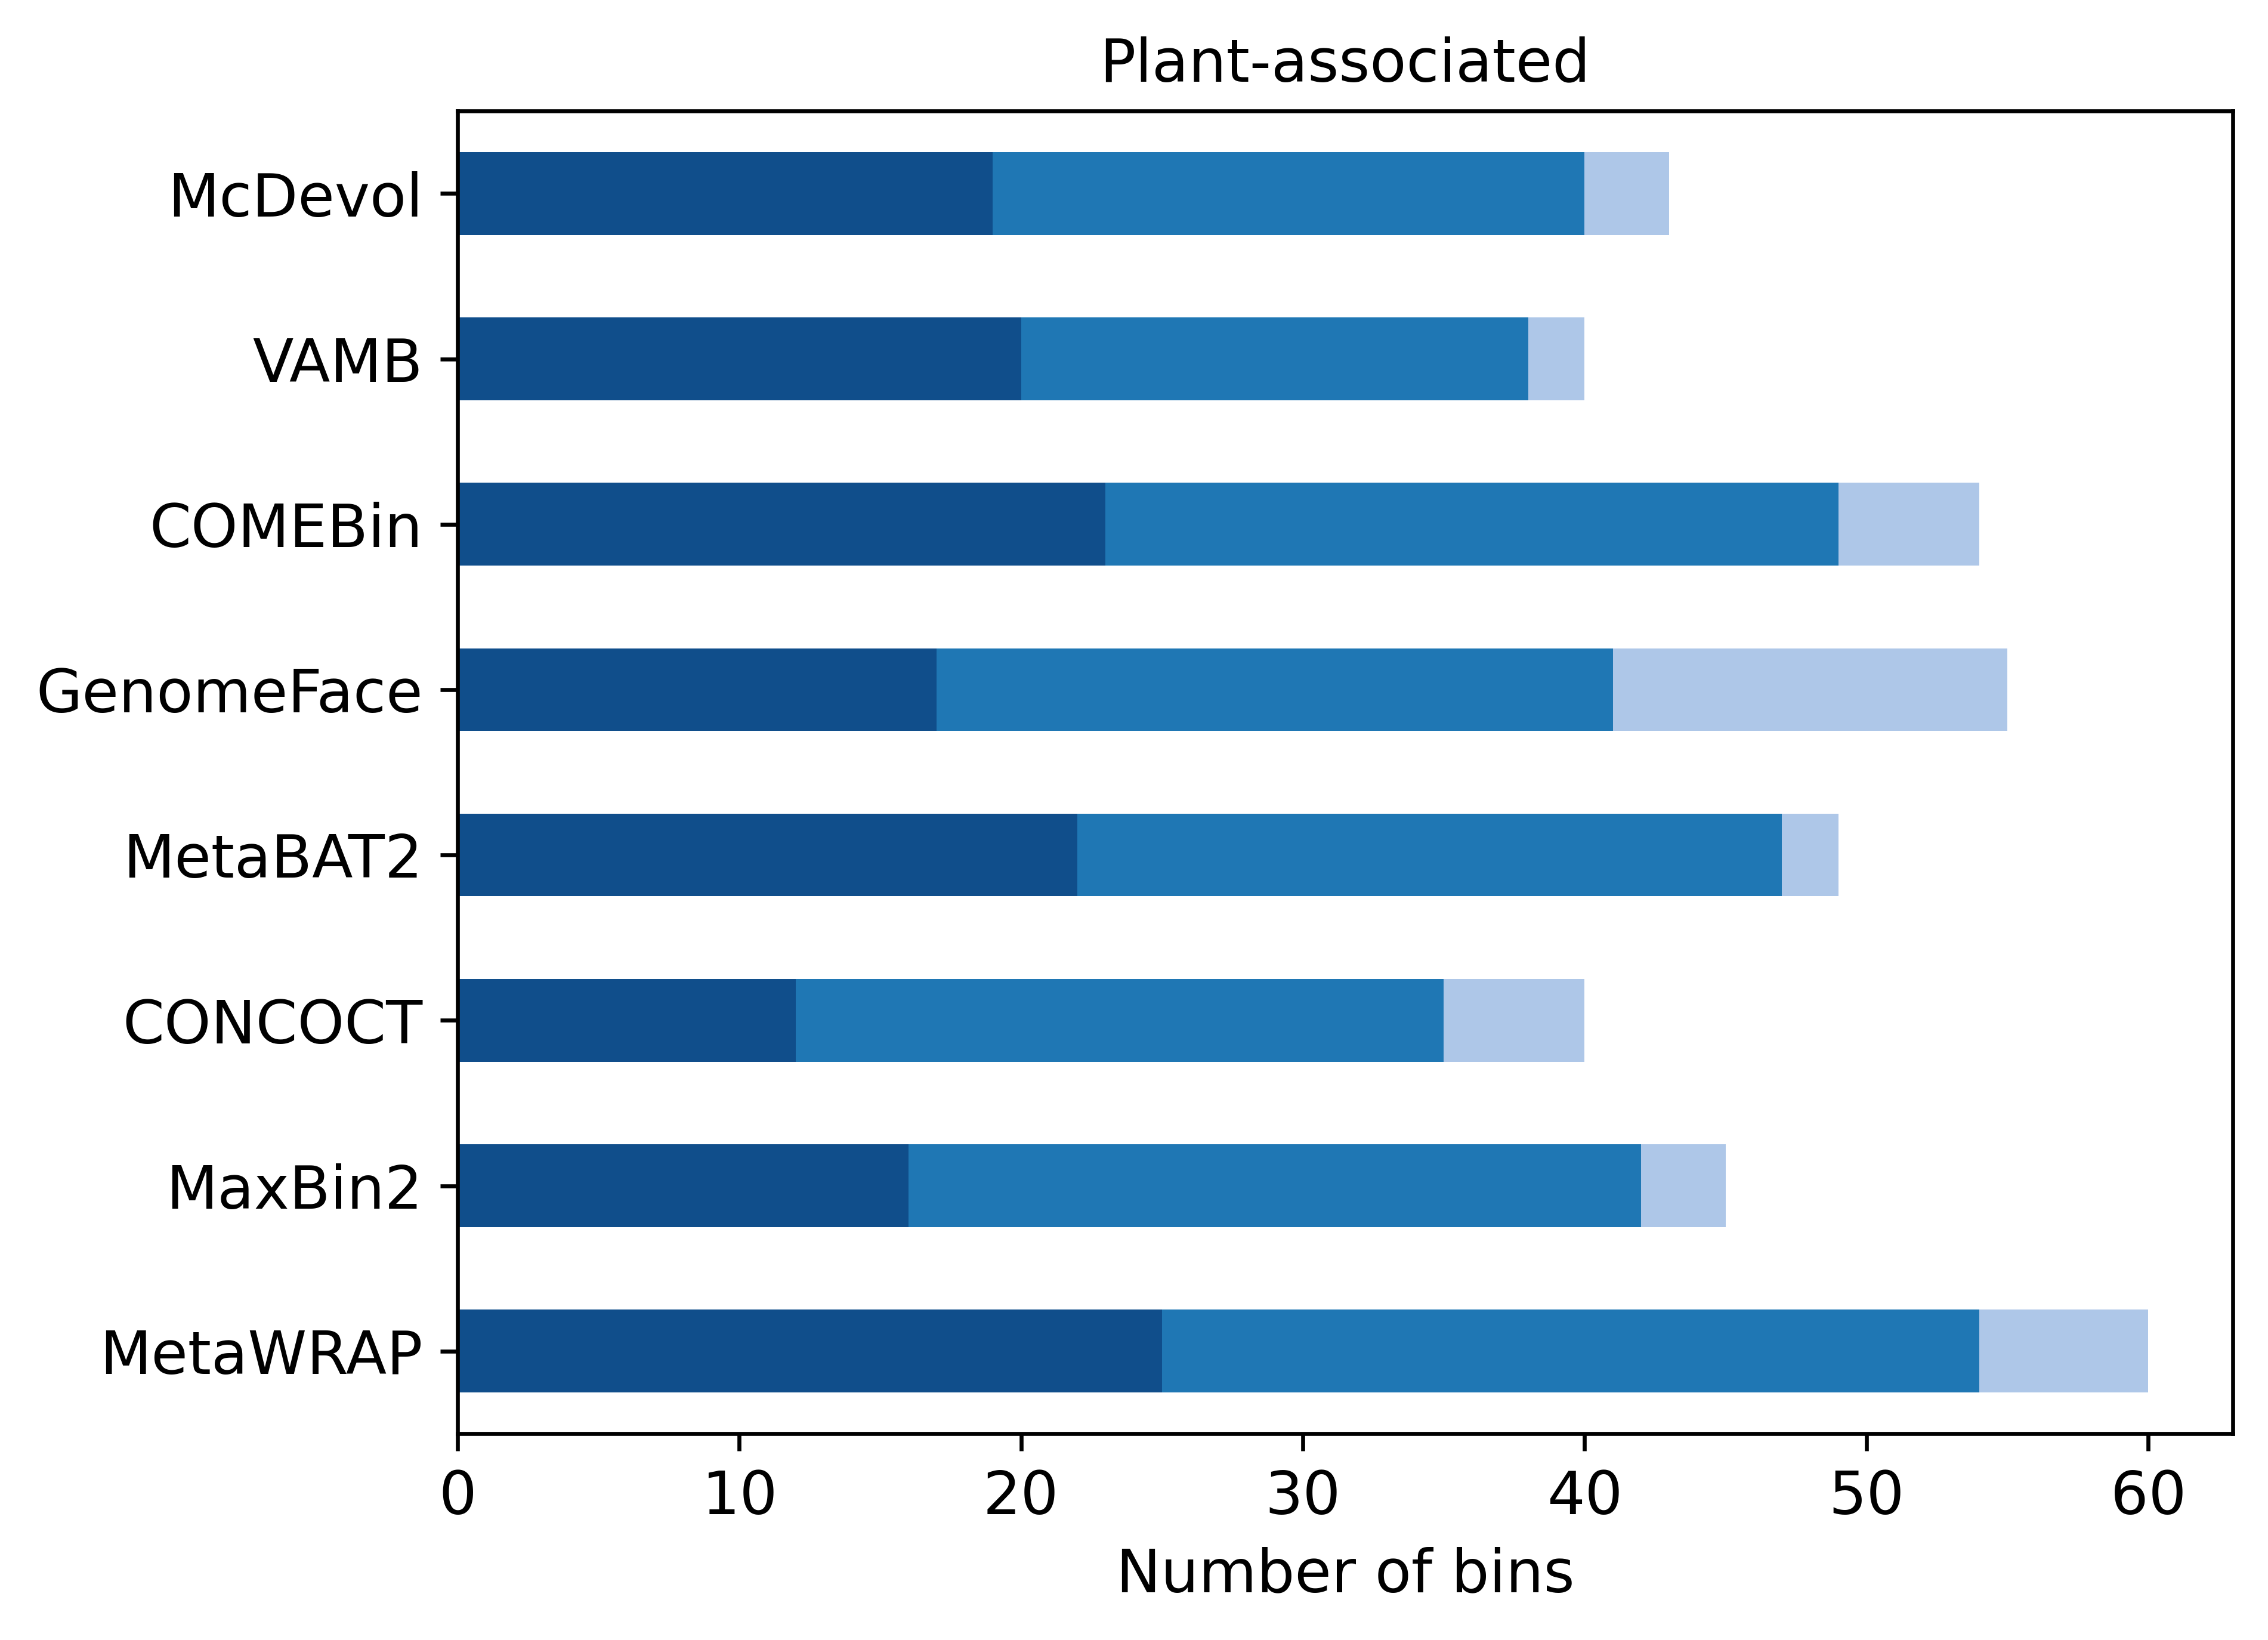 Plant-associated
McDevol
VAMB
COMEBin
GenomeFace
MetaBAT2
CONCOCT
MaxBin2
MetaWRAP
0 10 20 30 40 50 60
Number of bins